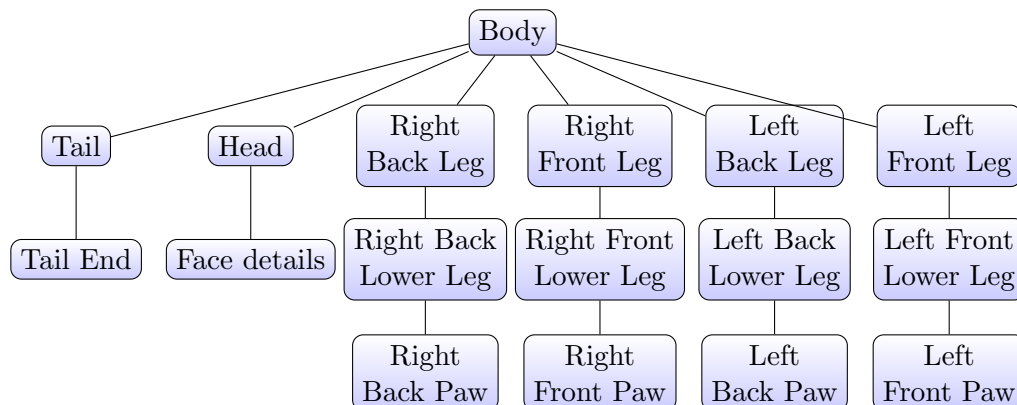 Body
Tail
Head
Right
Back Leg
Right
Front Leg
Left
Back Leg
Left
Front Leg
Tail End
Face details
Right Back
Lower Leg
Right Front
Lower Leg
Left Back
Lower Leg
Left Front
Lower Leg
Right
Back Paw
Right
Front Paw
Left
Back Paw
Left
Front Paw